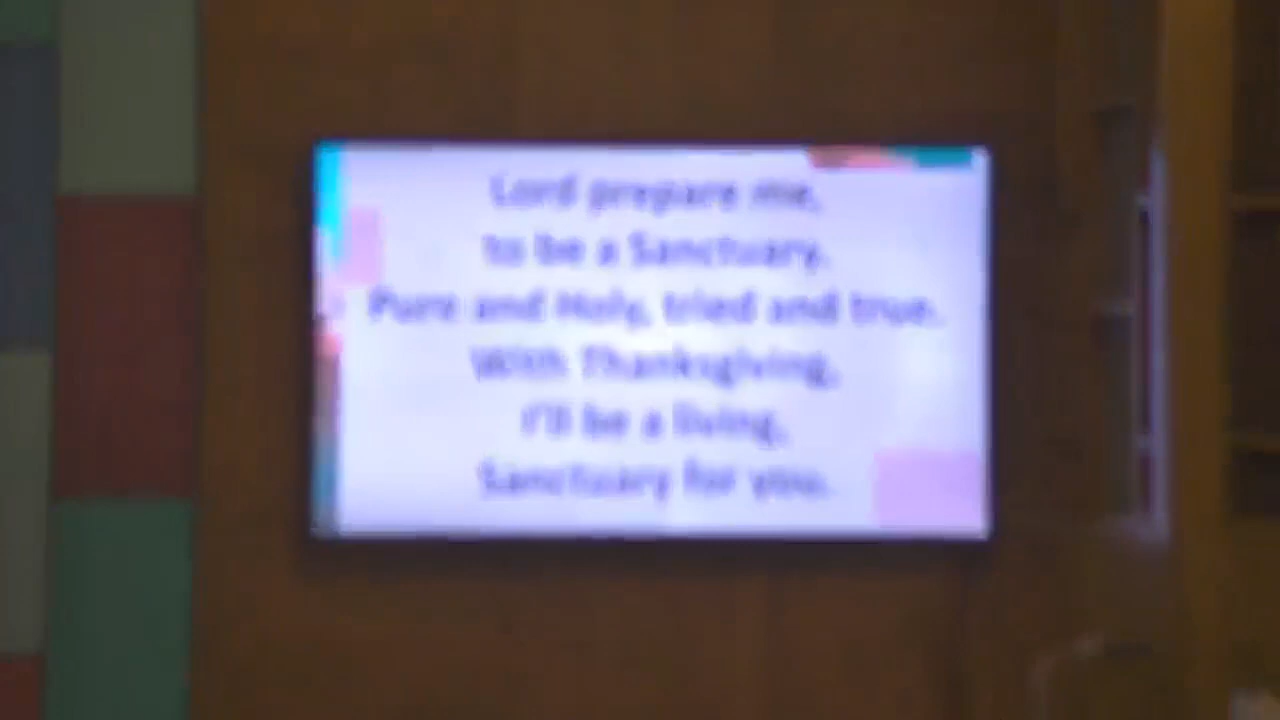 Lord prepare me,
to be a Sanctuary.
Pure and Holy, tried and true.
With Thanksgiving,
I'll be a living,
Sanctuary for you.